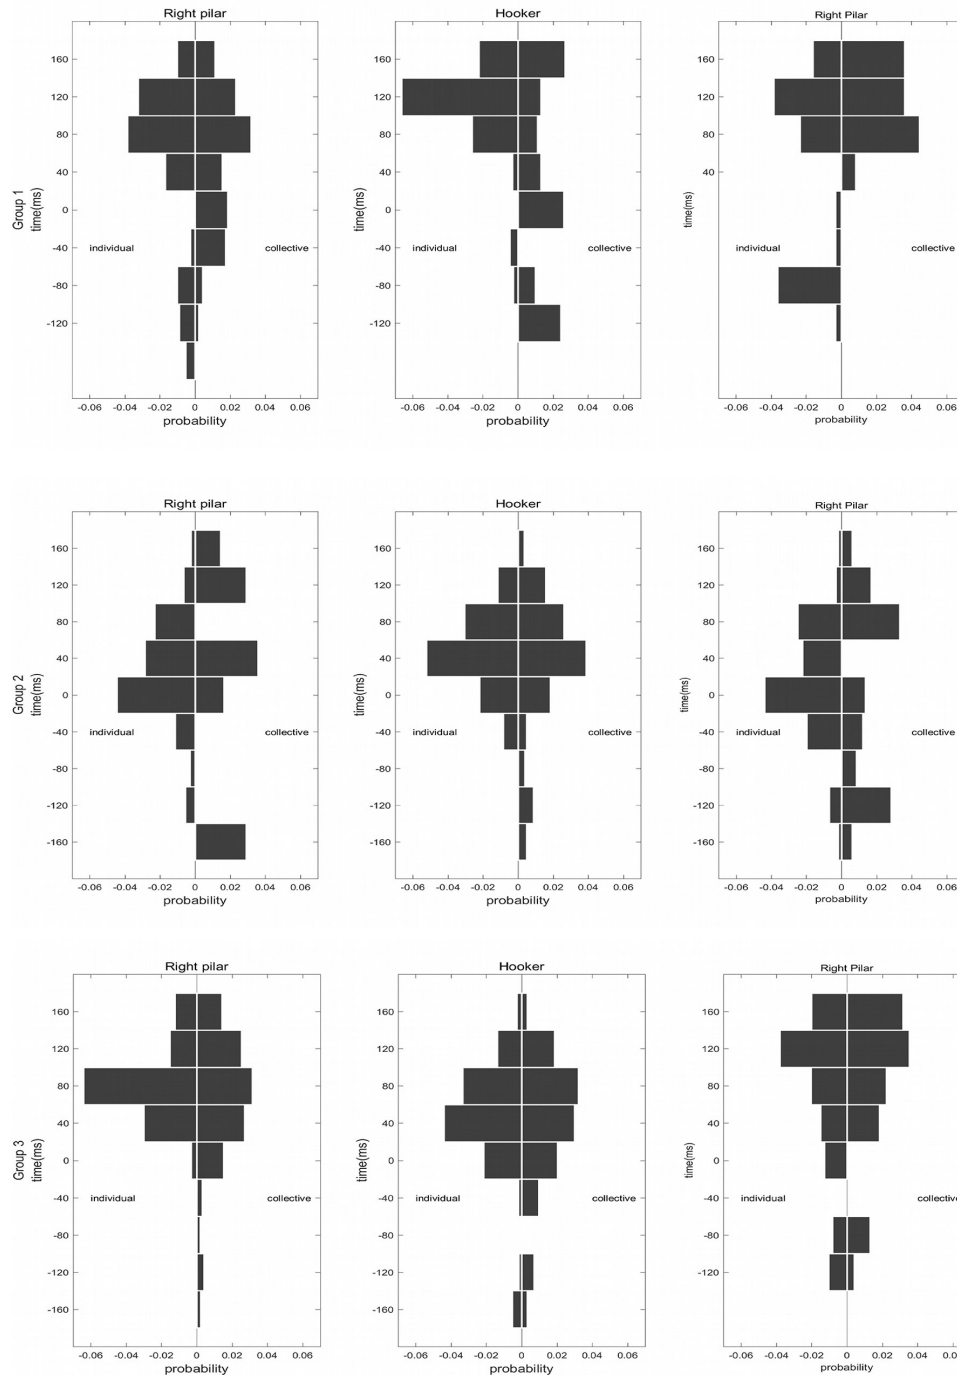 Right pilar Hooker Right Pilar
160 160 160
120 120 120
80 80 80
40 40 40
0 0
-40 individual collective -40 individual collective individual collective
-80 -80
-120 -120
Group 1
time(ms) time(ms) time(ms)
-0.06 -0.04 -0.02 0 0.02 0.04 0.06 -0.06 -0.04 -0.02 0 0.02 0.04 0.06 -0.06 -0.04 -0.02 0 0.02 0.04 0.06
probability probability probability
Right pilar Hooker Right Pilar
160 160 160
120 120 120
80 80 80
40 40 40
0 0 0
-40 individual collective -40 individual collective -40 individual collective
-80 -80 -80
-120 -120 -120
-160 -160 -160
Group 2
time(ms) time(ms) time(ms)
-0.06 -0.04 -0.02 0 0.02 0.04 0.06 -0.06 -0.04 -0.02 0 0.02 0.04 0.06 -0.06 -0.04 -0.02 0 0.02 0.04 0.06
probability probability probability
Right pilar Hooker Right Pilar
160 160 160
120 120 120
80 80 80
40 40 40
0 0 0
-40 individual collective -40 individual collective -40 individual collective
-80 -80 -80
-120 -120 -120
-160 -160
Group 3
time(ms) time(ms) time(ms)
-0.06 -0.04 -0.02 0 0.02 0.04 0.06 -0.06 -0.04 -0.02 0 0.02 0.04 0.06 -0.06 -0.04 -0.02 0 0.02 0.04 0.06
probability probability probability